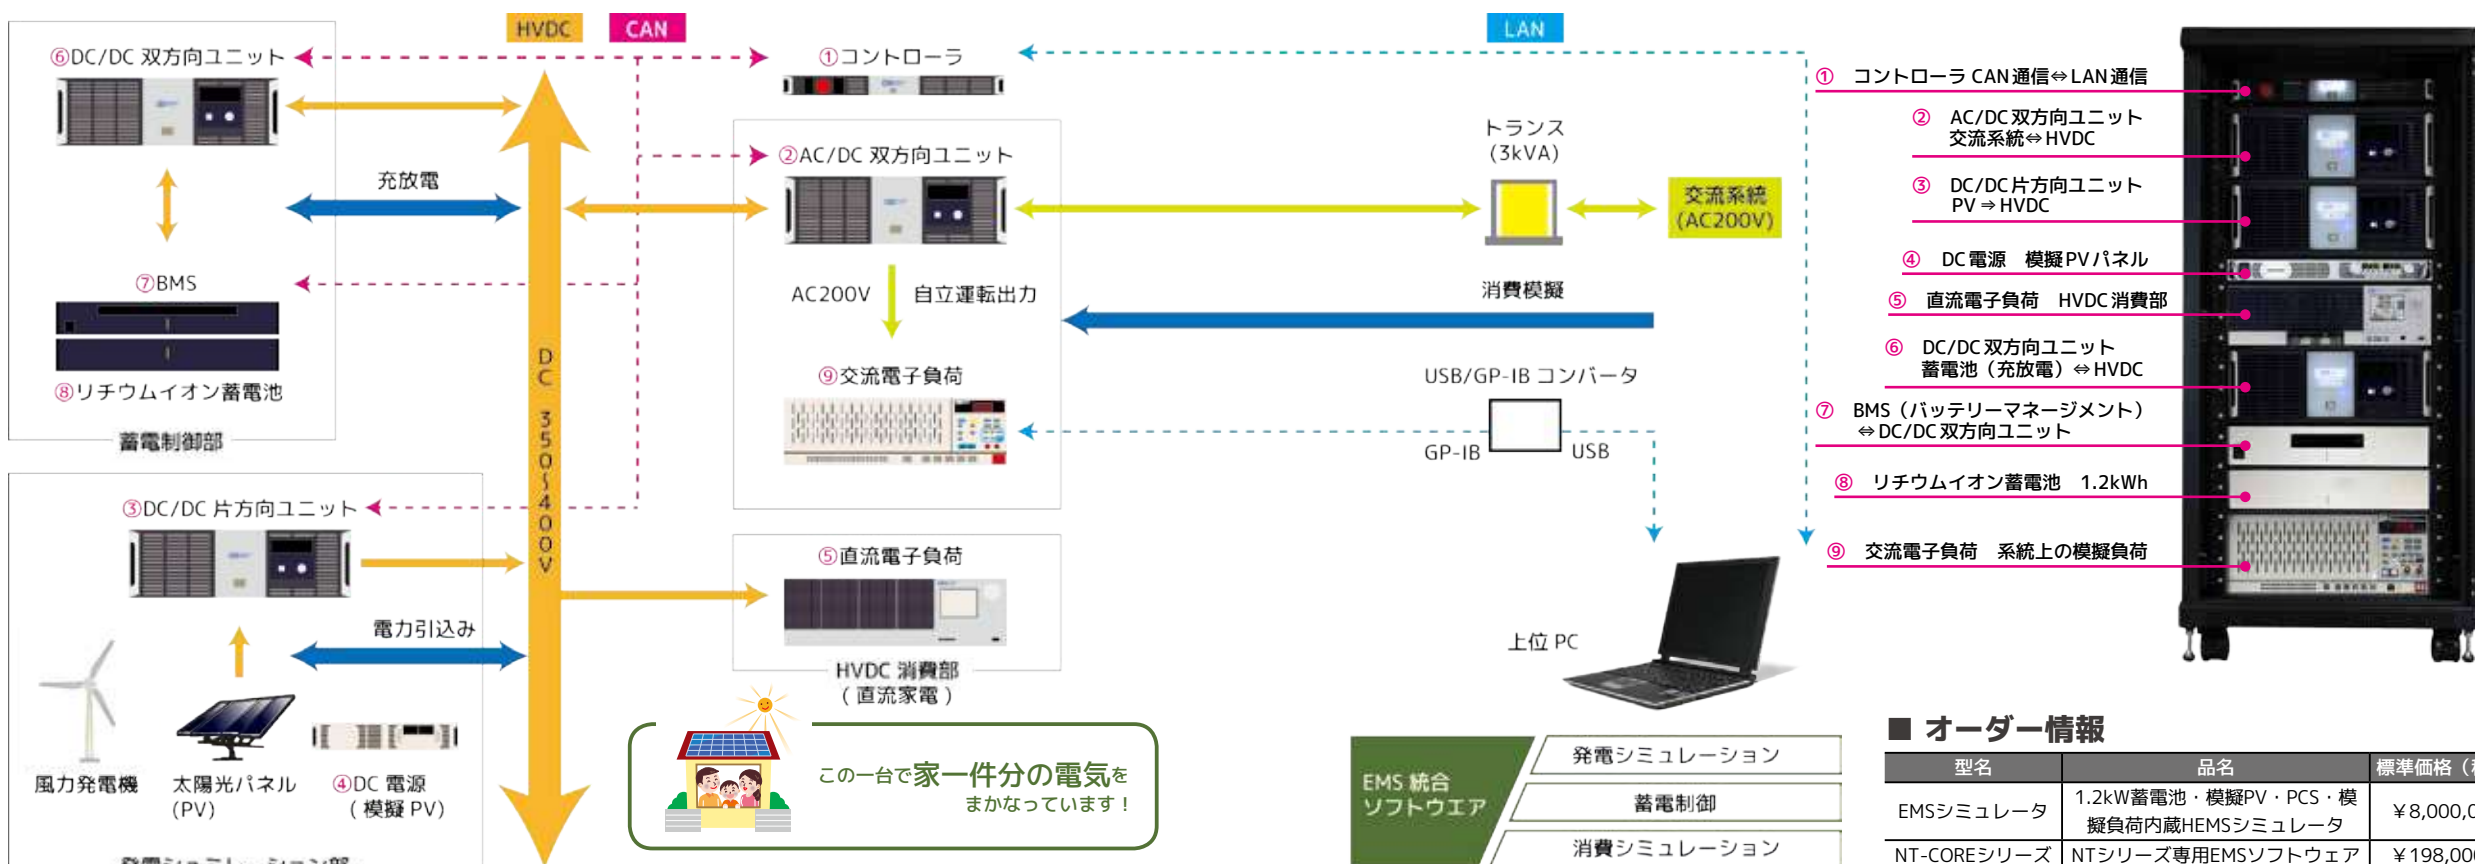 HVDC
CAN
LAN
⑥DC/DC 双方向ユニット
①コントローラ
②AC/DC 双方向ユニット
充放電
トランス
(3kVA)
交流系統
(AC200V)
⑦BMS
AC200V
自立運転出力
消費模擬
⑧リチウムイオン蓄電池
蓄電制御部
DC 350〜400V
⑨交流電子負荷
USB/GP-IB コンバータ
GP-IB
USB
③DC/DC 片方向ユニット
⑤直流電子負荷
電力引込み
HVDC 消費部
( 直流家電 )
上位 PC
風力発電機
太陽光パネル
(PV)
④DC 電源
( 模擬 PV)
発電シミュレーション部
この一台で家一件分の電気を
まかなっています！
EMS 統合
ソフトウエア
発電シミュレーション
蓄電制御
消費シミュレーション
① コントローラ CAN通信⇔LAN通信
② AC/DC双方向ユニット
交流系統⇔HVDC
③ DC/DC片方向ユニット
PV⇒HVDC
④ DC電源 模擬PVパネル
⑤ 直流電子負荷 HVDC消費部
⑥ DC/DC双方向ユニット
蓄電池（充放電）⇔HVDC
⑦ BMS（バッテリーマネージメント）
⇔DC/DC双方向ユニット
⑧ リチウムイオン蓄電池 1.2kWh
⑨ 交流電子負荷 系統上の模擬負荷
■ オーダー情報
型名 品名 標準価格（
EMSシミュレータ 1.2kW蓄電池・模擬PV・PCS・模
擬負荷内蔵HEMSシミュレータ ￥8,000,0
NT-COREシリーズ NTシリーズ専用EMSソフトウェア ￥198,00